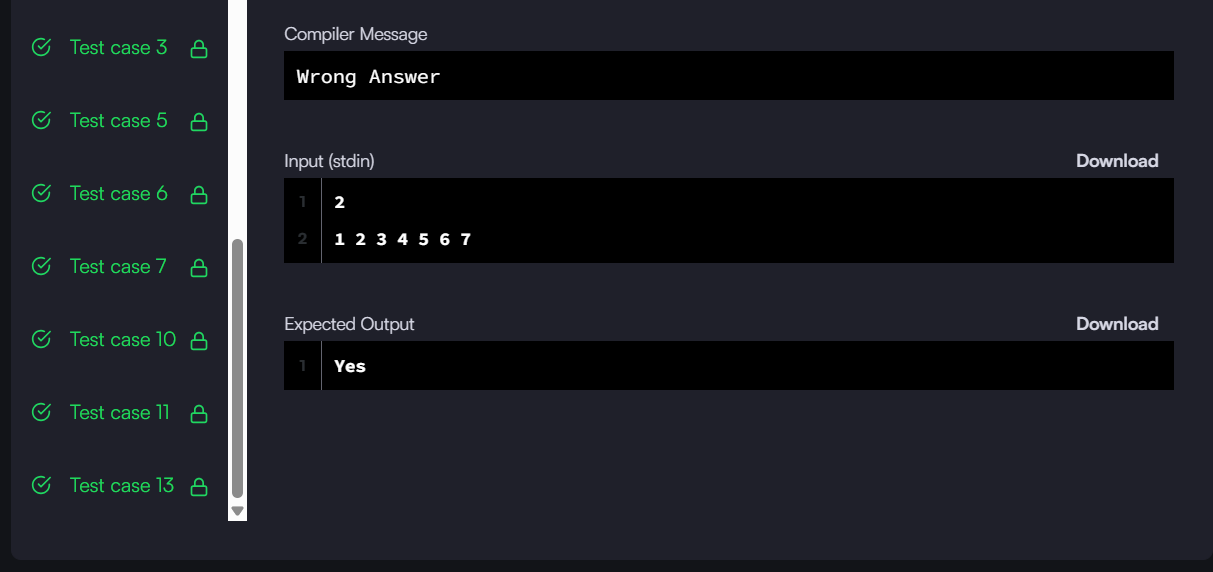 Test case 3
Test case 5
Test case 6
Test case 7
Test case 10
Test case 11
Test case 13
Compiler Message
Wrong Answer
Input (stdin)
Download
1 2
2 1 2 3 4 5 6 7
Expected Output
Download
1 Yes